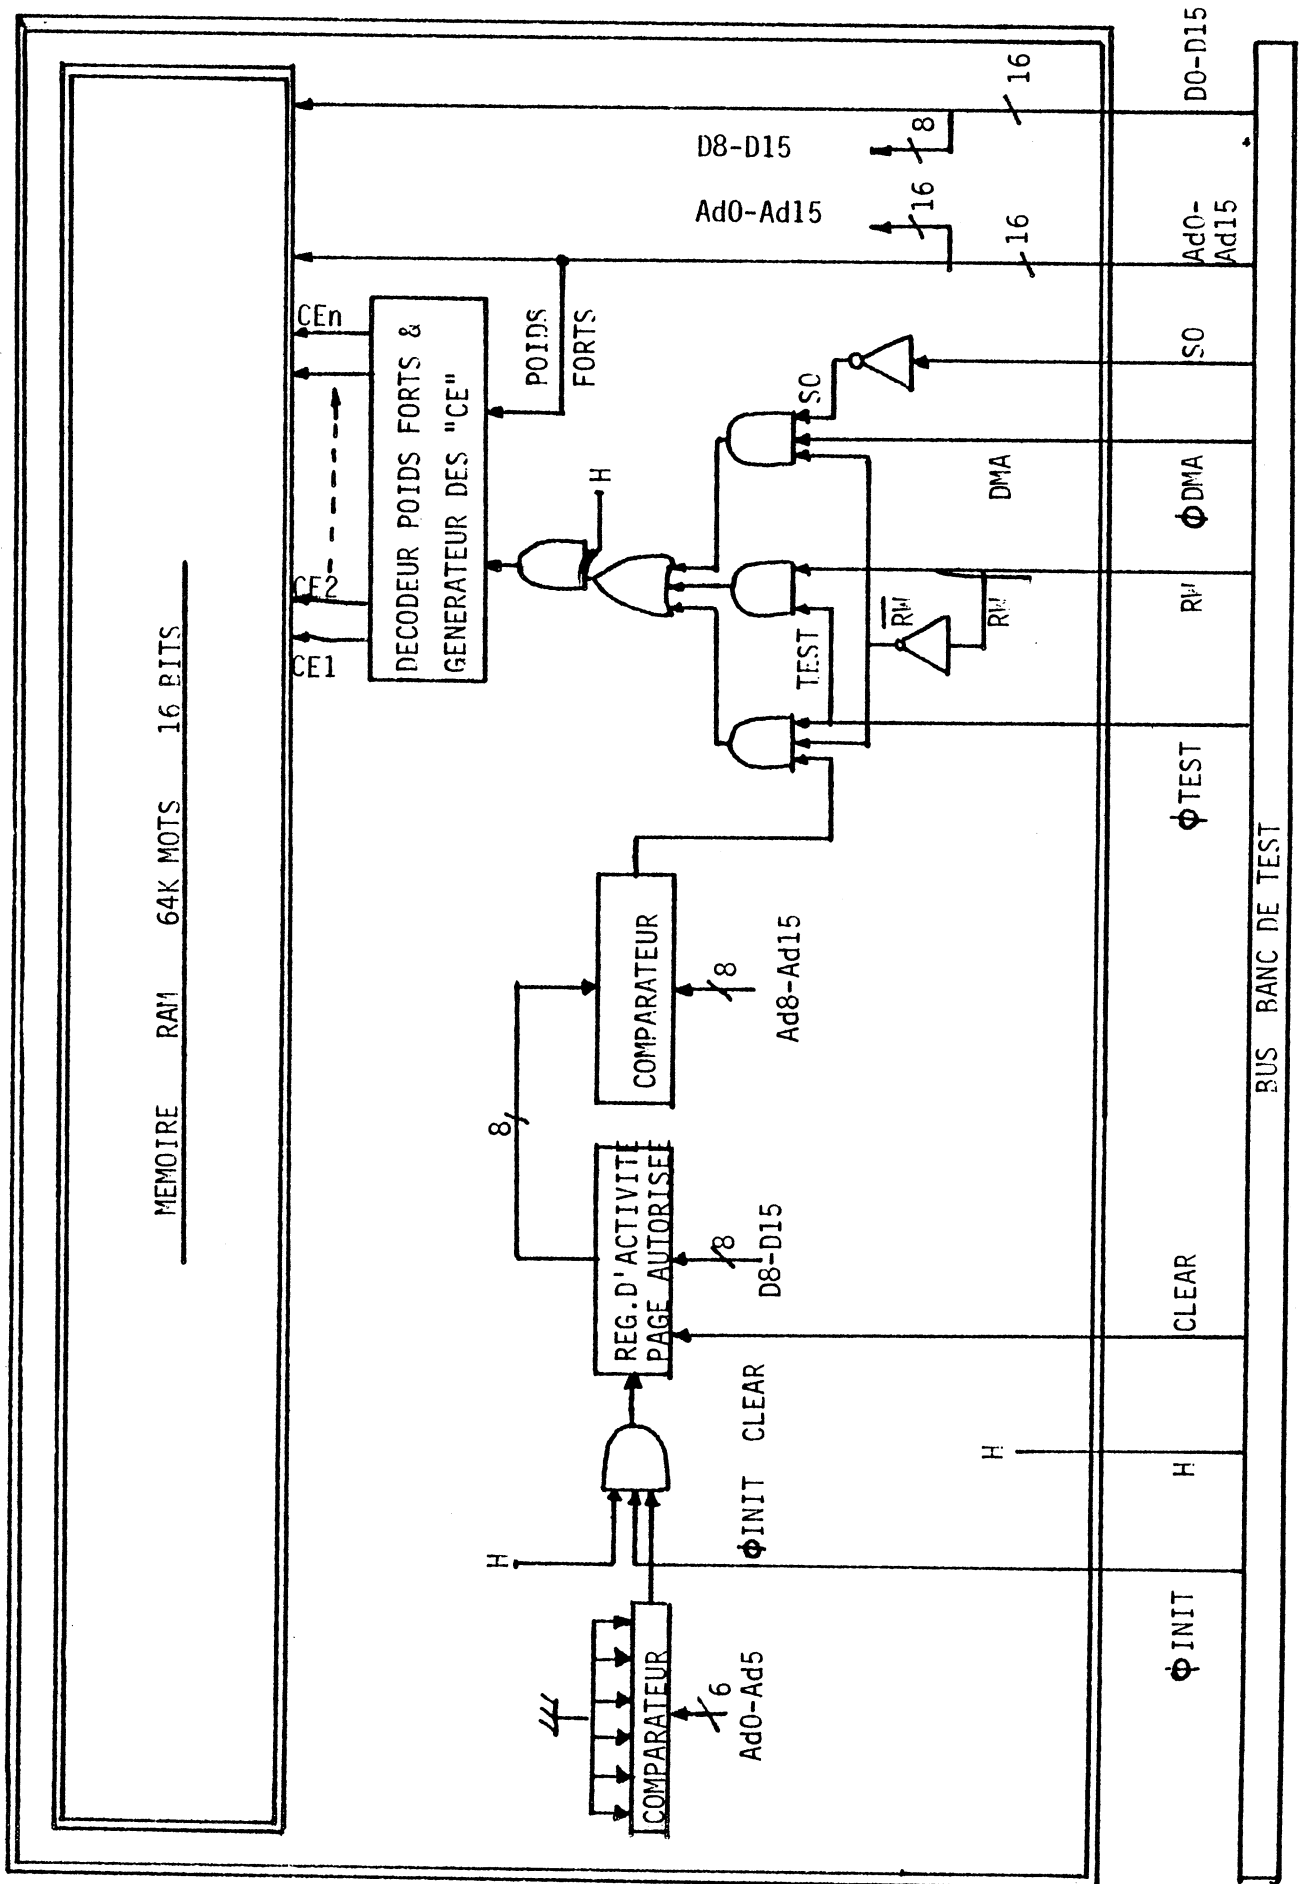 MEMOIRE RAM 64K MOTS 16 BITS
CE1
CE2
CEn
DECODEUR POIDS FORTS &
GENERATEUR DES "CE"
POIDS
FORTS
H
D8-D15
8
Ad0-Ad15
16
16
16
8
REG.D'ACTIVITE
PAGE AUTORISEE
8
D8-D15
COMPARATEUR
8
Ad8-Ad15
H
COMPARATEUR
6
Ad0-Ad5
ΦINIT CLEAR
H
TEST
RW
RW
SO
DMA
ΦINIT
H
CLEAR
ΦTEST
RW
ΦDMA
SO
Ad0-
Ad15
D0-D15
BUS BANC DE TEST